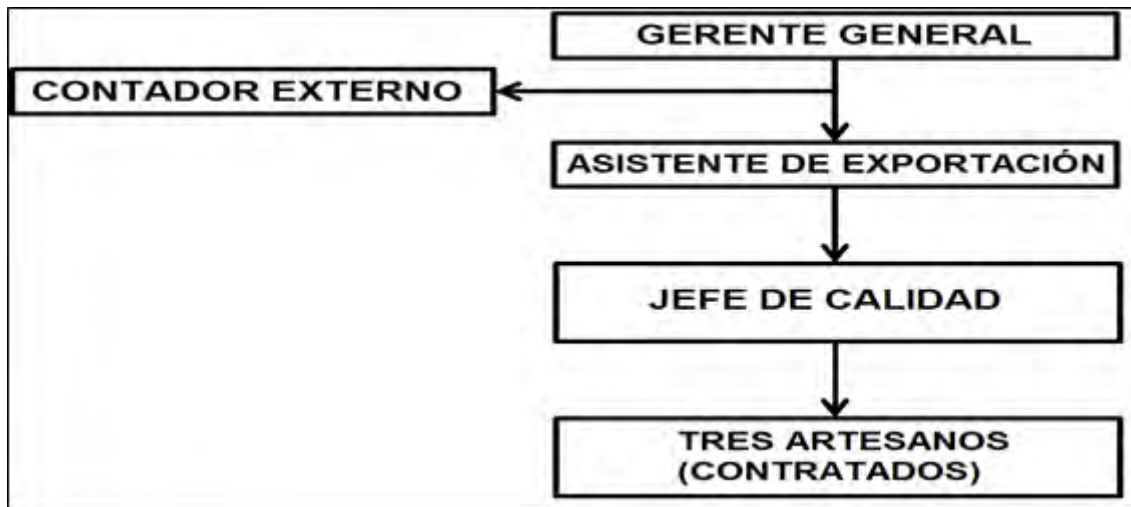 GERENTE GENERAL
CONTADOR EXTERNO
ASISTENTE DE EXPORTACIÓN
JEFE DE CALIDAD
TRES ARTESANOS
(CONTRATADOS)